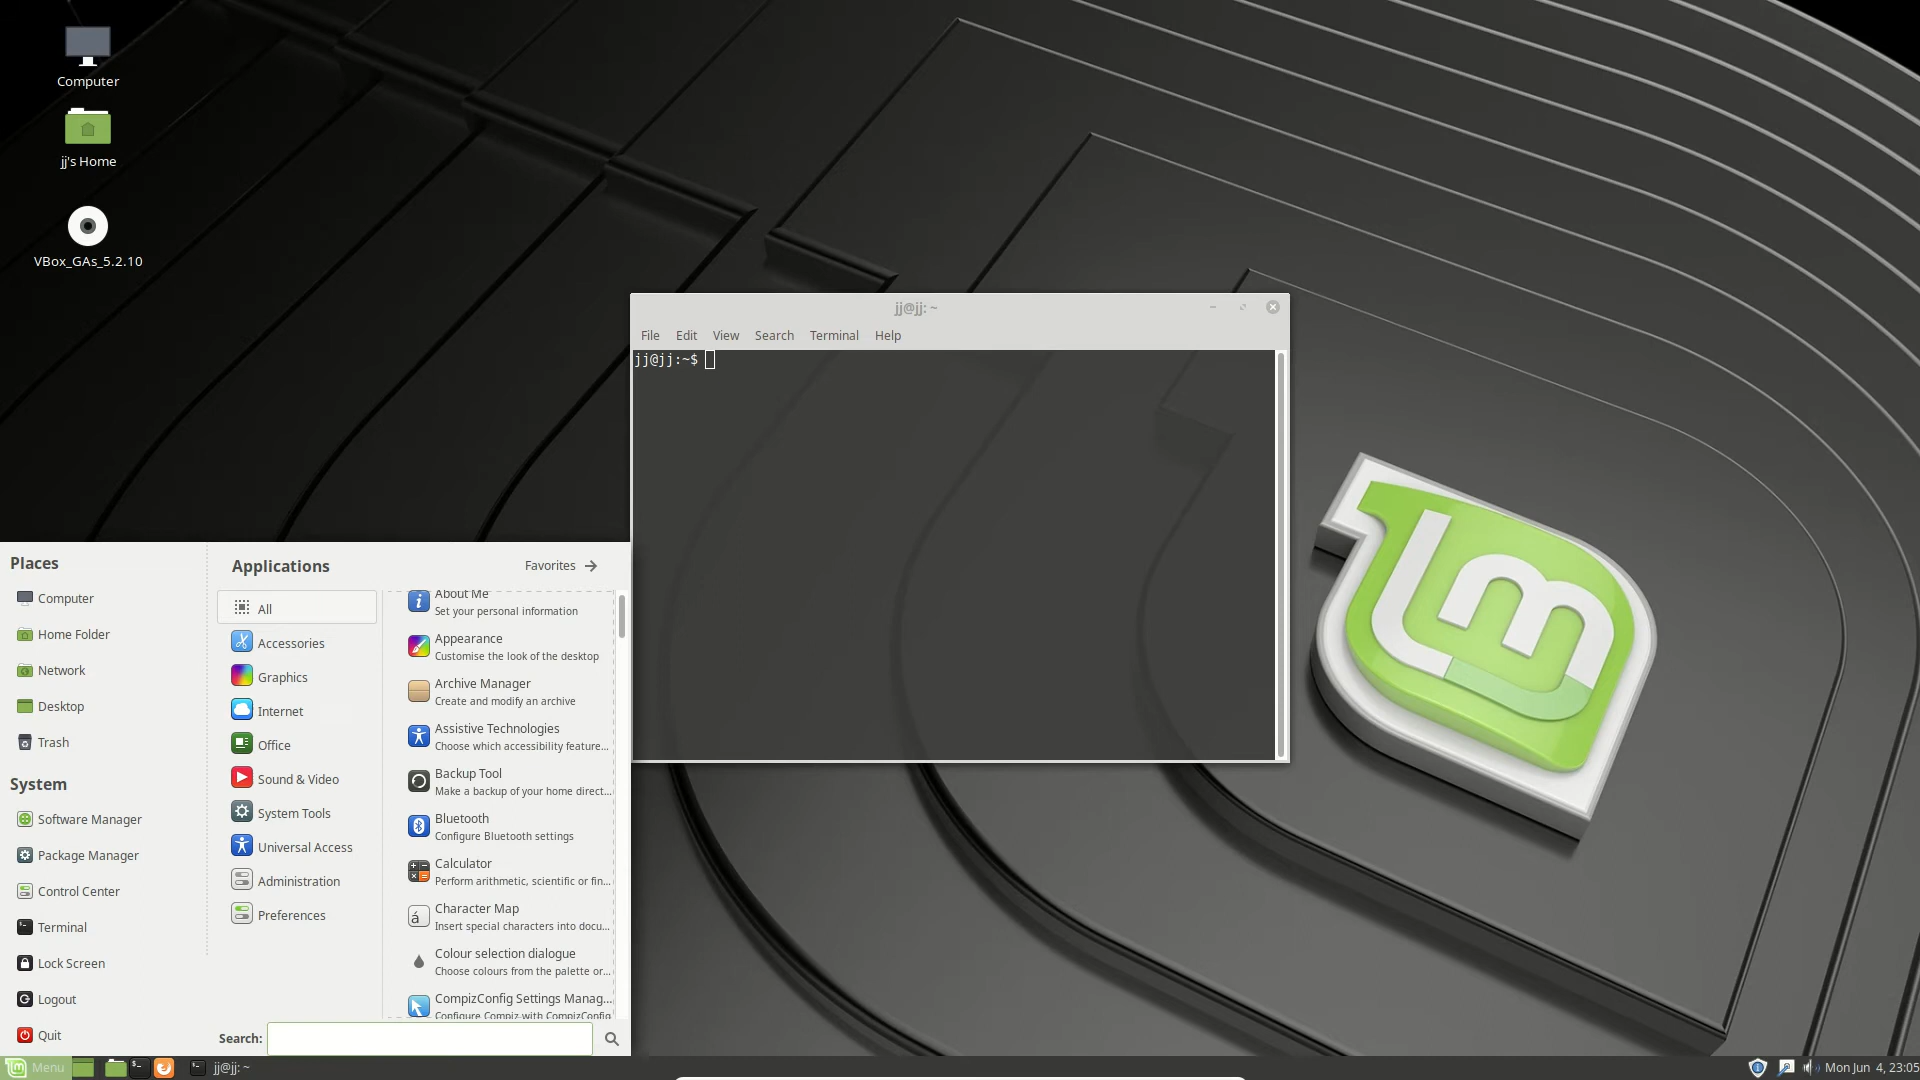 Computer
jj's Home
VBox_GAs_5.2.10
jj@jj: ~
File Edit View Search Terminal Help
jj@jj:~$
Places
Computer
Home Folder
Network
Desktop
Trash
System
Software Manager
Package Manager
Control Center
Terminal
Lock Screen
Logout
Quit
Applications
Favorites
All
Accessories
Graphics
Internet
Office
Sound & Video
System Tools
Universal Access
Administration
Preferences
About Me
Set your personal information
Appearance
Customise the look of the desktop
Archive Manager
Create and modify an archive
Assistive Technologies
Choose which accessibility feature...
Backup Tool
Make a backup of your home direct...
Bluetooth
Configure Bluetooth settings
Calculator
Perform arithmetic, scientific or fin...
Character Map
Insert special characters into docu...
Colour selection dialogue
Choose colours from the palette or...
CompizConfig Settings Manag...
Configure Compiz with CompizConfig
Search:
Menu
jj@jj: ~
Mon Jun 4, 23:05